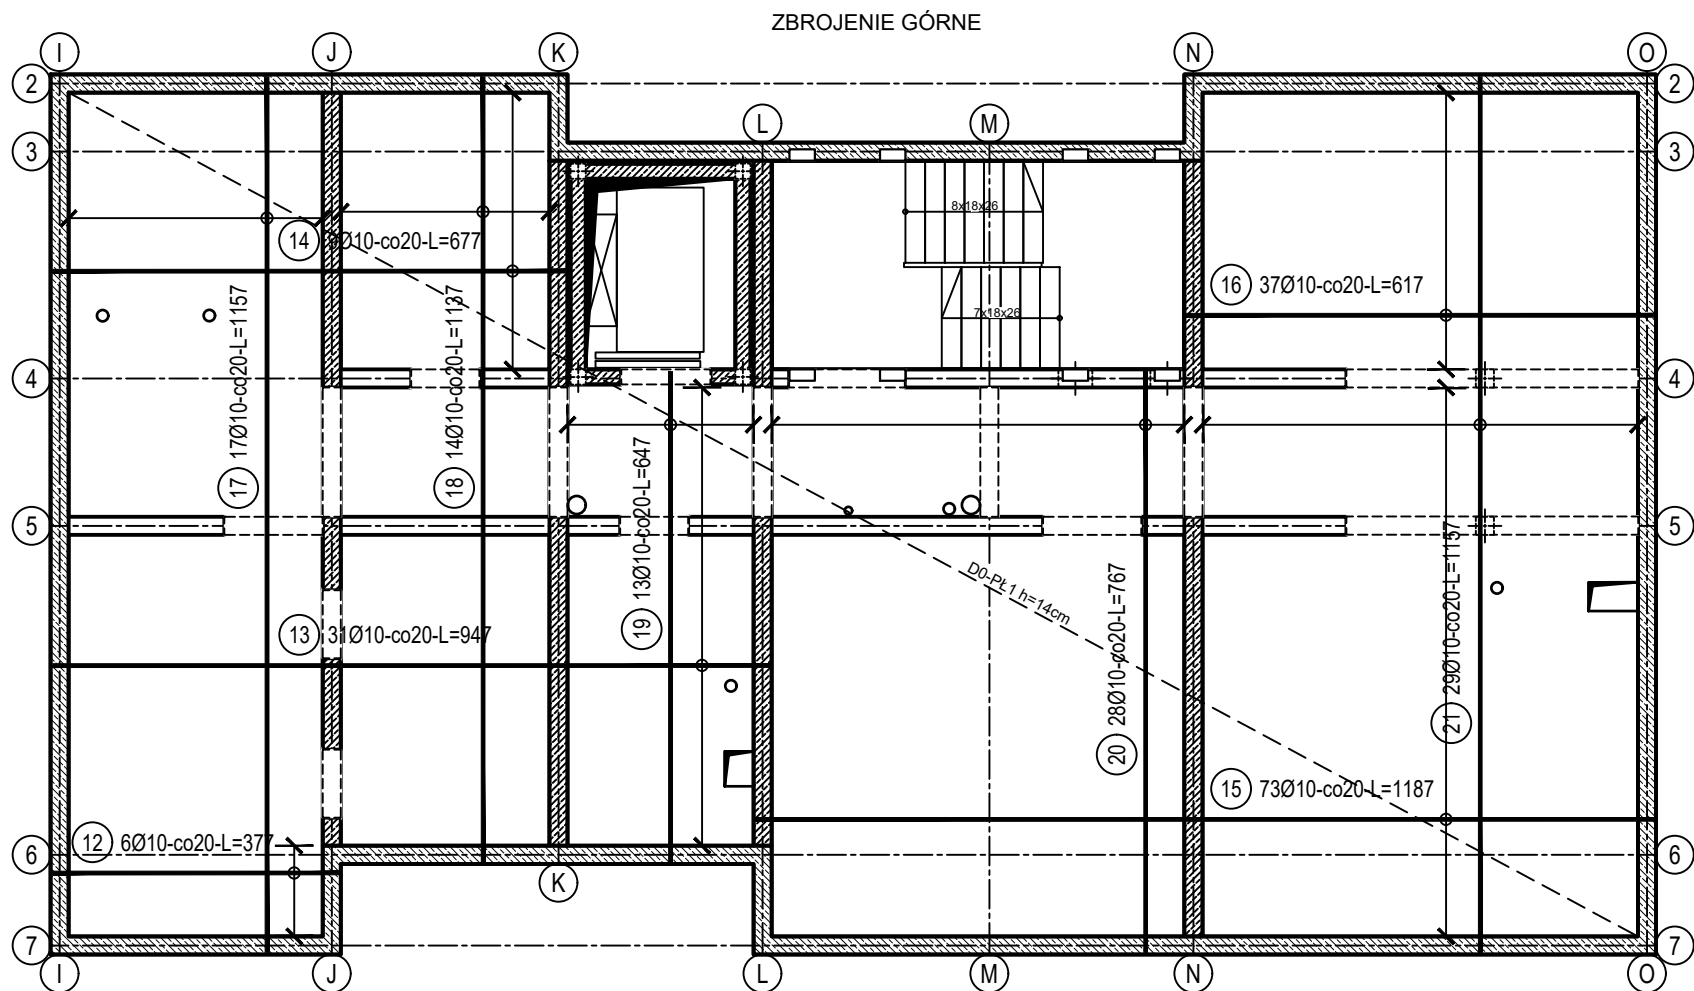 ZBROJENIE GÓRNE
I
J
K
N
O
2
2
L
M
3
3
8x18x26
14
Ø10-co20-L=677
16
37Ø10-co20-L=617
7x18x26
17
17Ø10-co20-L=1157
18
14Ø10-co20-L=1137
4
4
19
13Ø10-co20-L=647
5
5
D0-PŁ1 h=14cm
20
28Ø10-co20-L=767
21
29Ø10-co20-L=1157
13
31Ø10-co20-L=947
15
73Ø10-co20-L=1187
12
6Ø10-co20-L=377
6
6
K
7
7
I
J
L
M
N
O